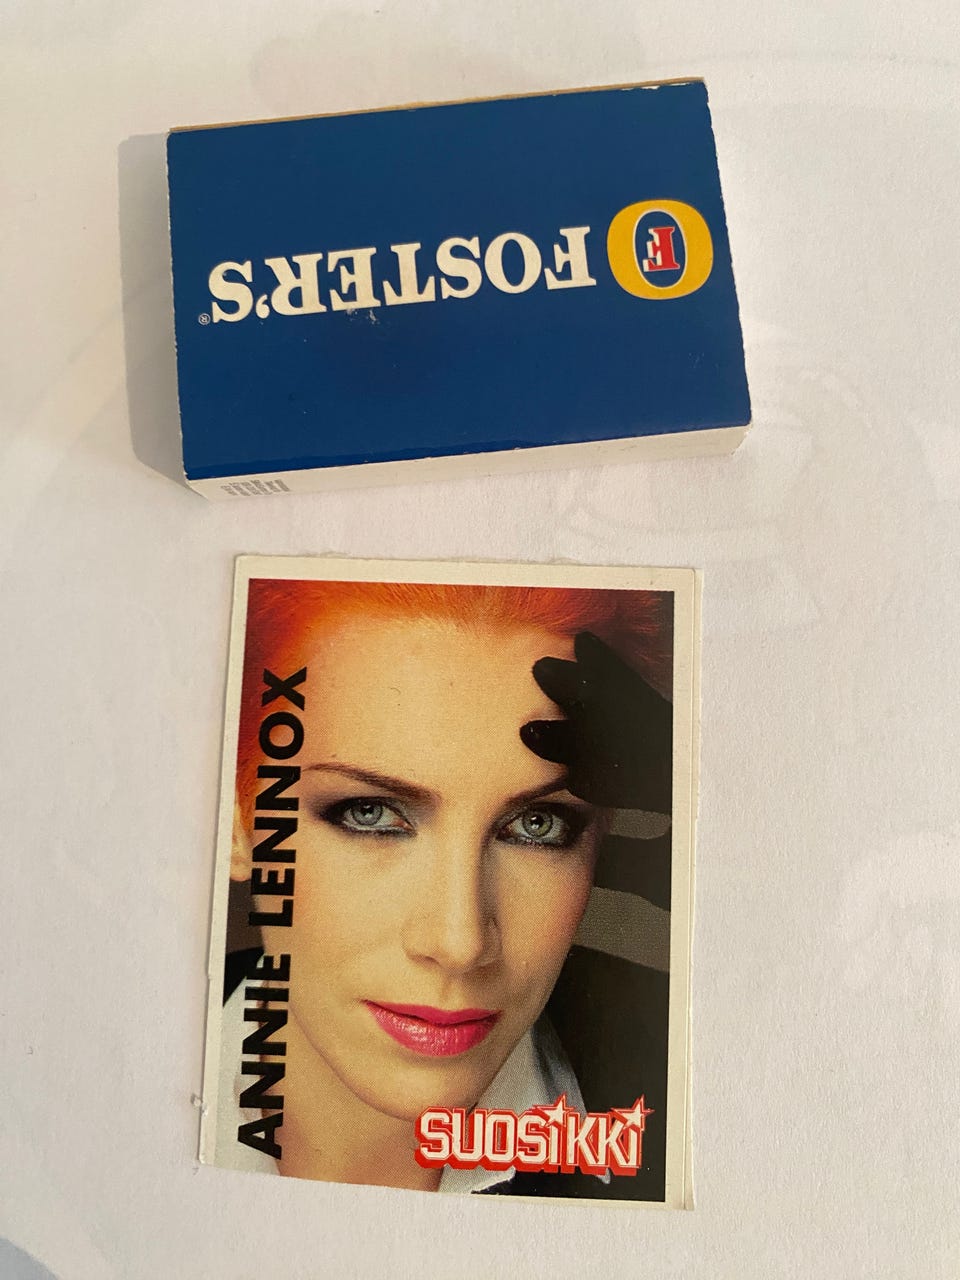 F
FOSTER'S®
ANNIE LENNOX
SUOSiKKi